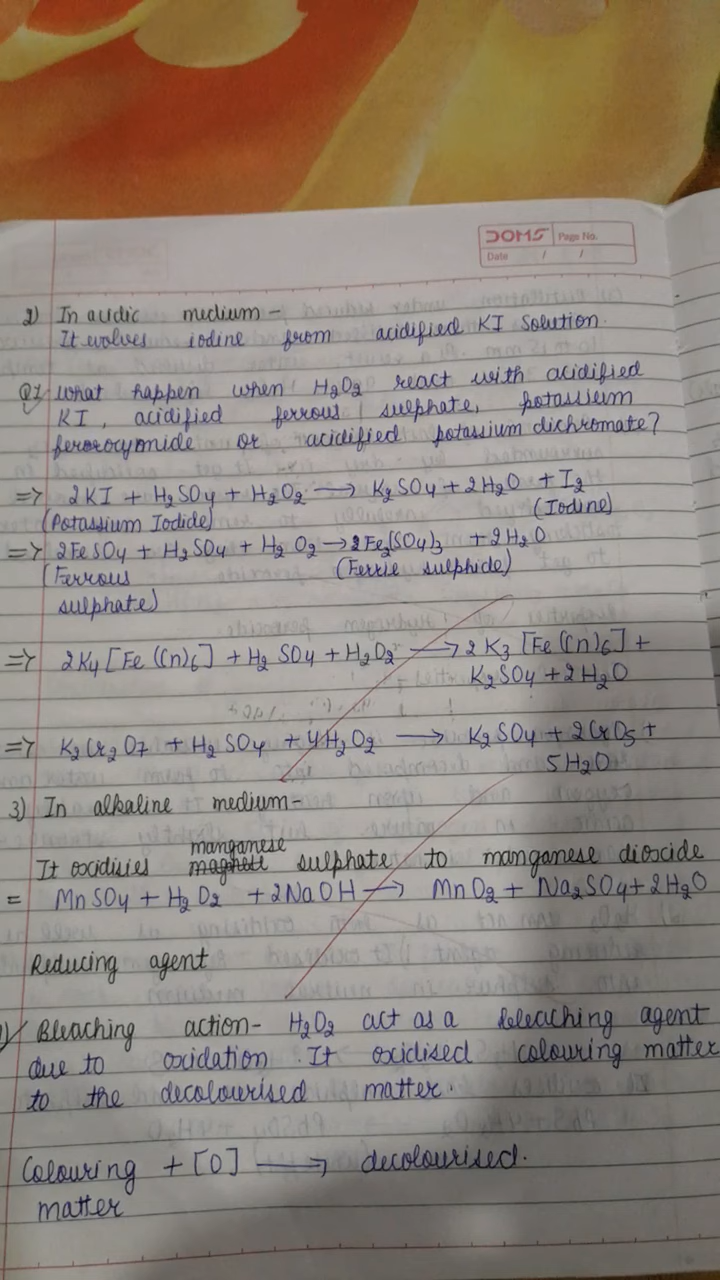 DOMS Page No.
Date / /
2) In acidic medium -
It wolves iodine from acidified KI solution.
Q1 What happen when H₂O₂ react with acidified
KI, acidified ferrous sulphate, potassium
ferorocynide or acidified potassium dichromate?
=> 2KI + H₂SO₄ + H₂O₂ → K₂SO₄ + 2H₂O + I₂
(Potassium Iodide) (Iodine)
=> 2FeSO₄ + H₂SO₄ + H₂O₂ → 2Fe₂(SO₄)₃ + 2H₂O
(Ferrous (Ferric sulphide)
sulphate)
=> 2K₄[Fe(Cn)₆] + H₂SO₄ + H₂O₂ → 2K₃[Fe(Cn)₆] +
K₂SO₄ + 2H₂O
=> K₂Cr₂O₇ + H₂SO₄ + 4H₂O₂ → K₂SO₄ + 2CrO₅ +
5H₂O
3) In alkaline medium -
manganese
It oxidisies sulphate to manganese dioxide
= MnSO₄ + H₂O₂ + 2NaOH → MnO₂ + Na₂SO₄ + 2H₂O
Reducing agent
1) Bleaching action - H₂O₂ act as a bleaching agent
due to oxidation. It oxidised colouring matter
to the decolourised matter.
Colouring + [O] → decolourised.
matter